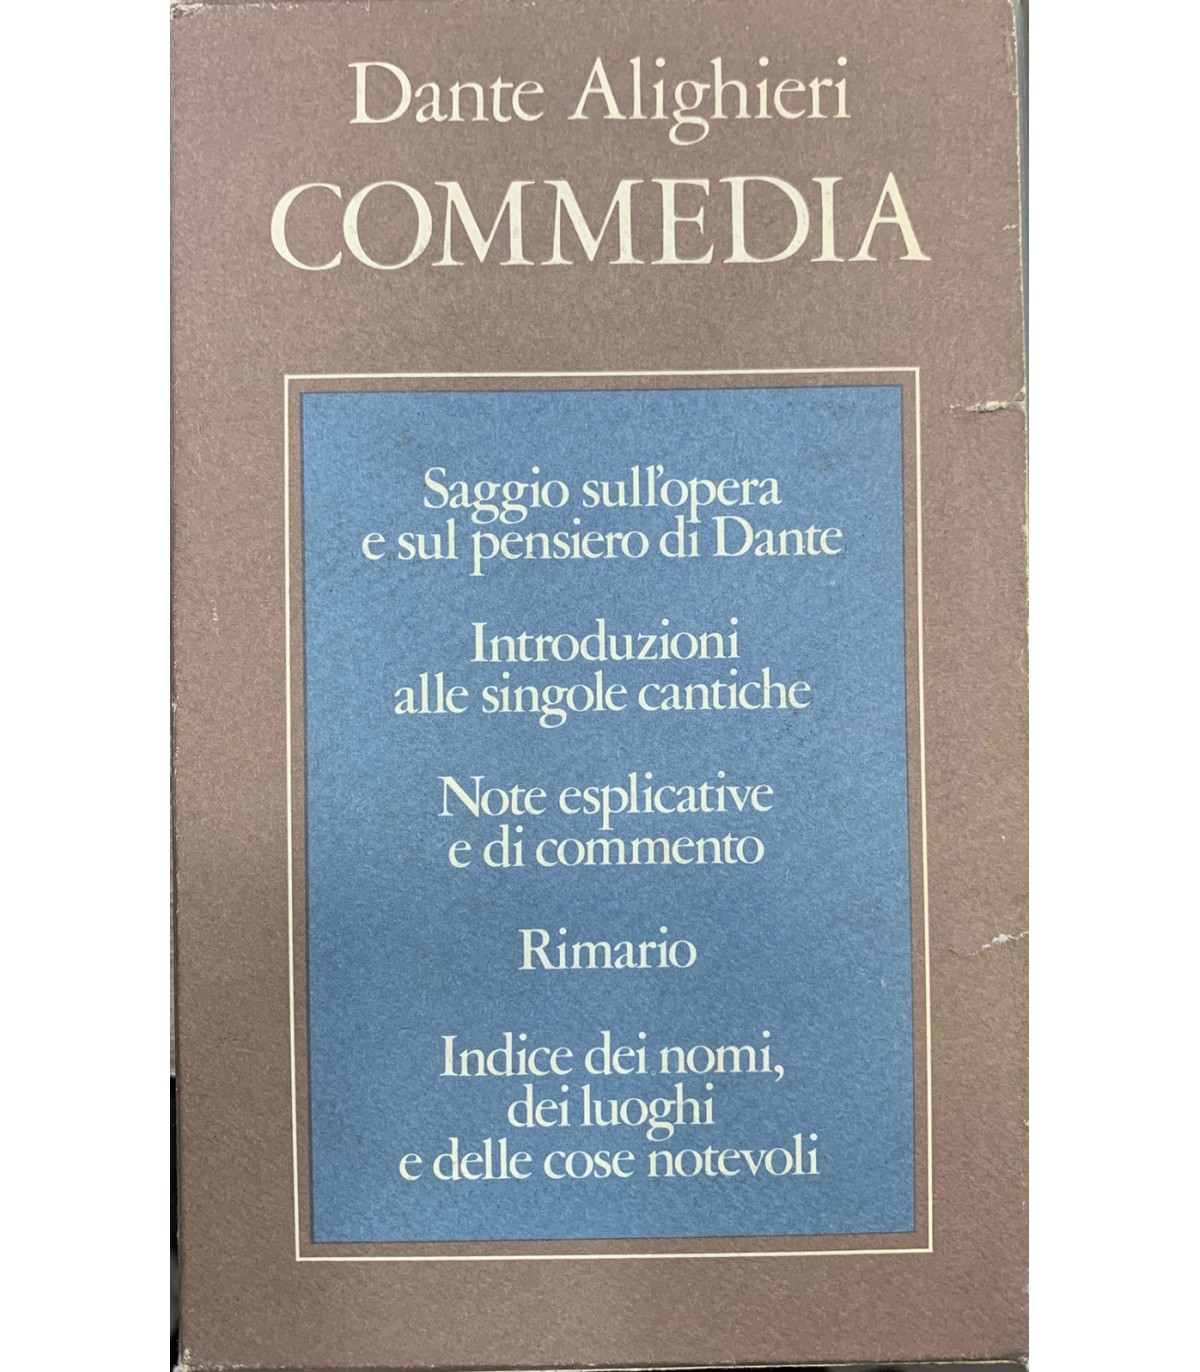 Dante Alighieri
COMMEDIA
Saggio sull'opera
e sul pensiero di Dante
Introduzioni
alle singole cantiche
Note esplicative
e di commento
Rimario
Indice dei nomi,
dei luoghi
e delle cose notevoli